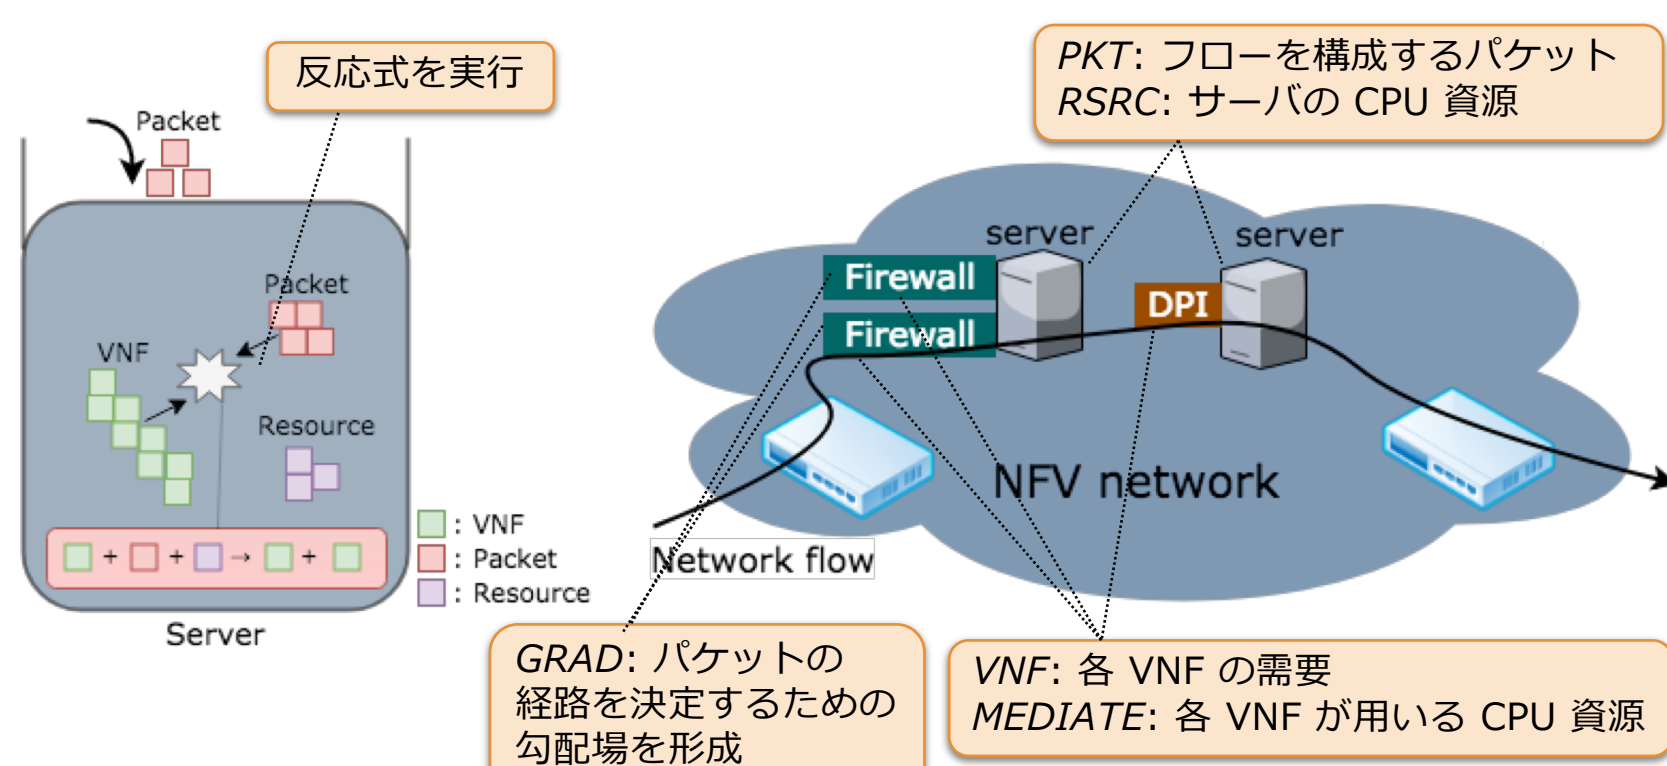 反応式を実行
PKT: フローを構成するパケット
RSRC: サーバの CPU 資源
Packet
server
server
Firewall
Packet
DPI
Firewall
VNF
Resource
NFV network
: VNF
+ + → +
: Packet
Network flow
: Resource
Server
GRAD: パケットの
経路を決定するための
勾配場を形成
VNF: 各 VNF の需要
MEDIATE: 各 VNF が用いる CPU 資源